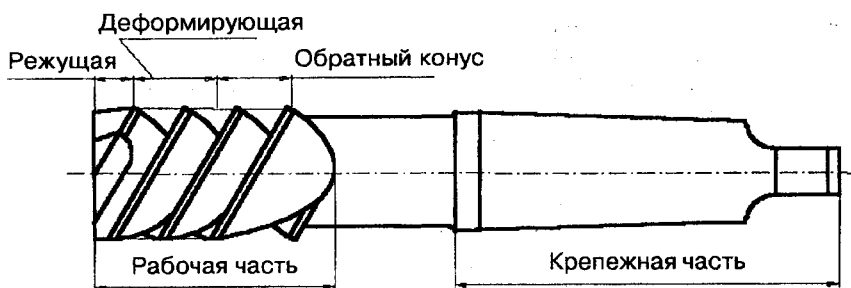 Деформирующая
Режущая
Обратный конус
Рабочая часть
Крепежная часть